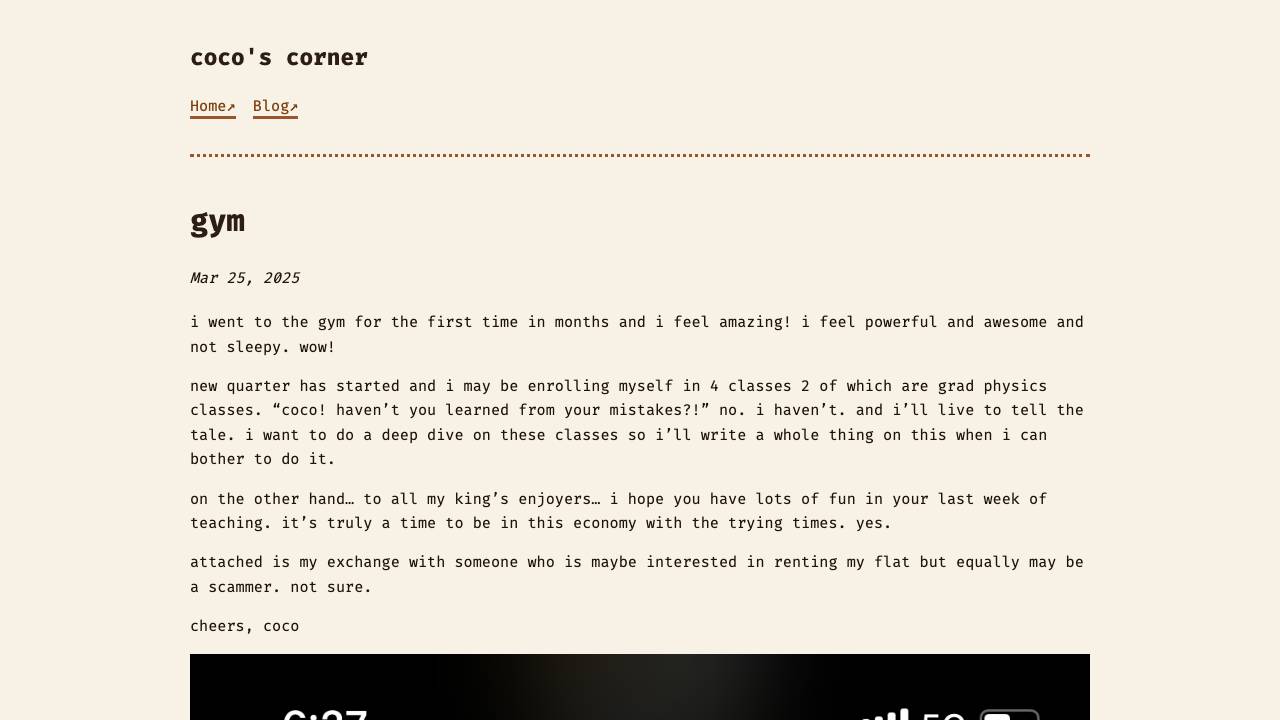 coco's corner
Home↗ Blog↗
gym
Mar 25, 2025
i went to the gym for the first time in months and i feel amazing! i feel powerful and awesome and
not sleepy. wow!
new quarter has started and i may be enrolling myself in 4 classes 2 of which are grad physics
classes. “coco! haven’t you learned from your mistakes?!” no. i haven’t. and i’ll live to tell the
tale. i want to do a deep dive on these classes so i’ll write a whole thing on this when i can
bother to do it.
on the other hand… to all my king’s enjoyers… i hope you have lots of fun in your last week of
teaching. it’s truly a time to be in this economy with the trying times. yes.
attached is my exchange with someone who is maybe interested in renting my flat but equally may be
a scammer. not sure.
cheers, coco
6:27 5G